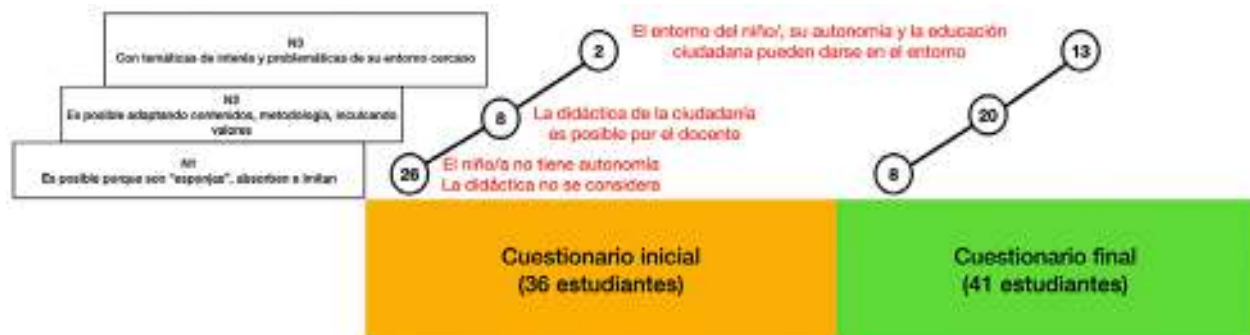 N3
Con temáticas de interés y problemáticas de su entorno cercano
N2
Es posible adaptando contenidos, metodología, inculcando
valores
N1
Es posible porque son "esponjas", absorben e imitan
2
8
26
El entorno del niño/, su autonomía y la educación
ciudadana pueden darse en el entorno
La didáctica de la ciudadanía
es posible por el docente
El niño/a no tiene autonomía
La didáctica no se considera
13
20
8
Cuestionario inicial
(36 estudiantes)
Cuestionario final
(41 estudiantes)